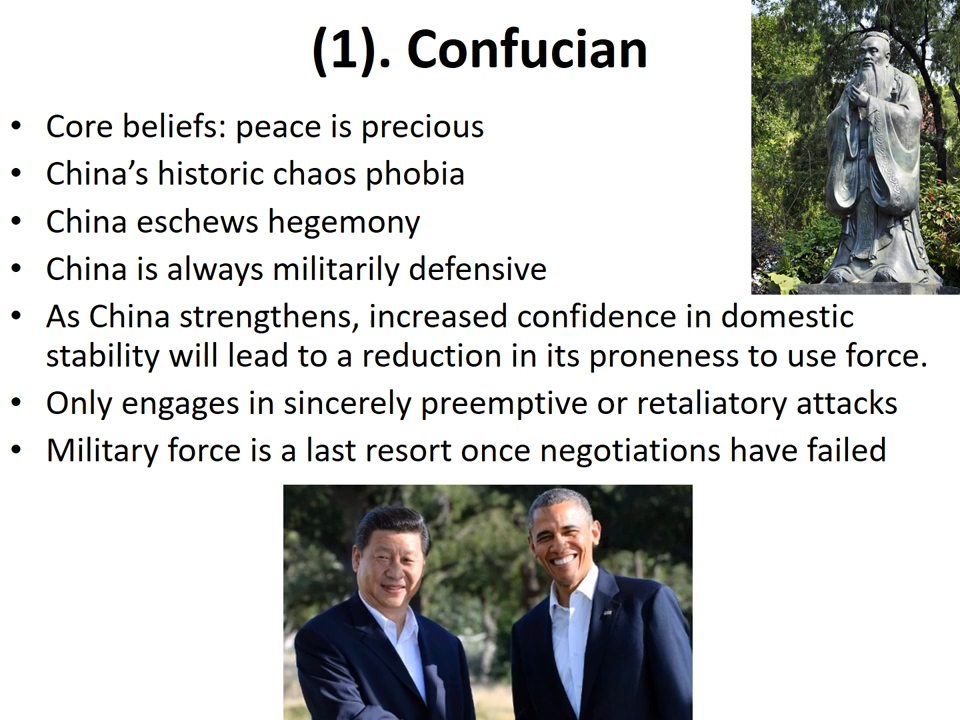 (1). Confucian
• Core beliefs: peace is precious
• China’s historic chaos phobia
• China eschews hegemony
• China is always militarily defensive
• As China strengthens, increased confidence in domestic
stability will lead to a reduction in its proneness to use force.
• Only engages in sincerely preemptive or retaliatory attacks
• Military force is a last resort once negotiations have failed